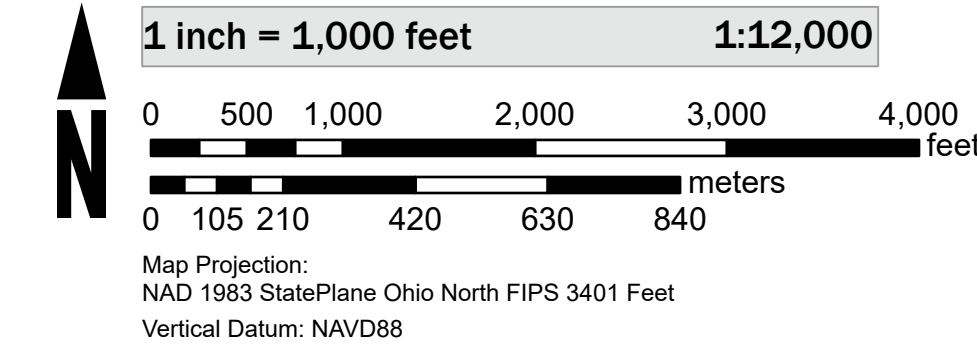 1 inch = 1,000 feet 1:12,000
0 500 1,000 2,000 3,000 4,000
feet
N
meters
0 105 210 420 630 840
Map Projection:
NAD 1983 StatePlane Ohio North FIPS 3401 Feet
Vertical Datum: NAVD88